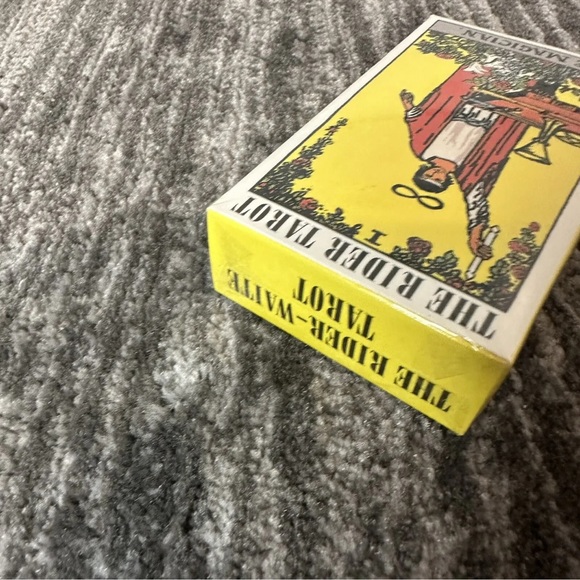 THE RIDER TAROT
I
MAGICIAN
THE RIDER-WAITE
TAROT